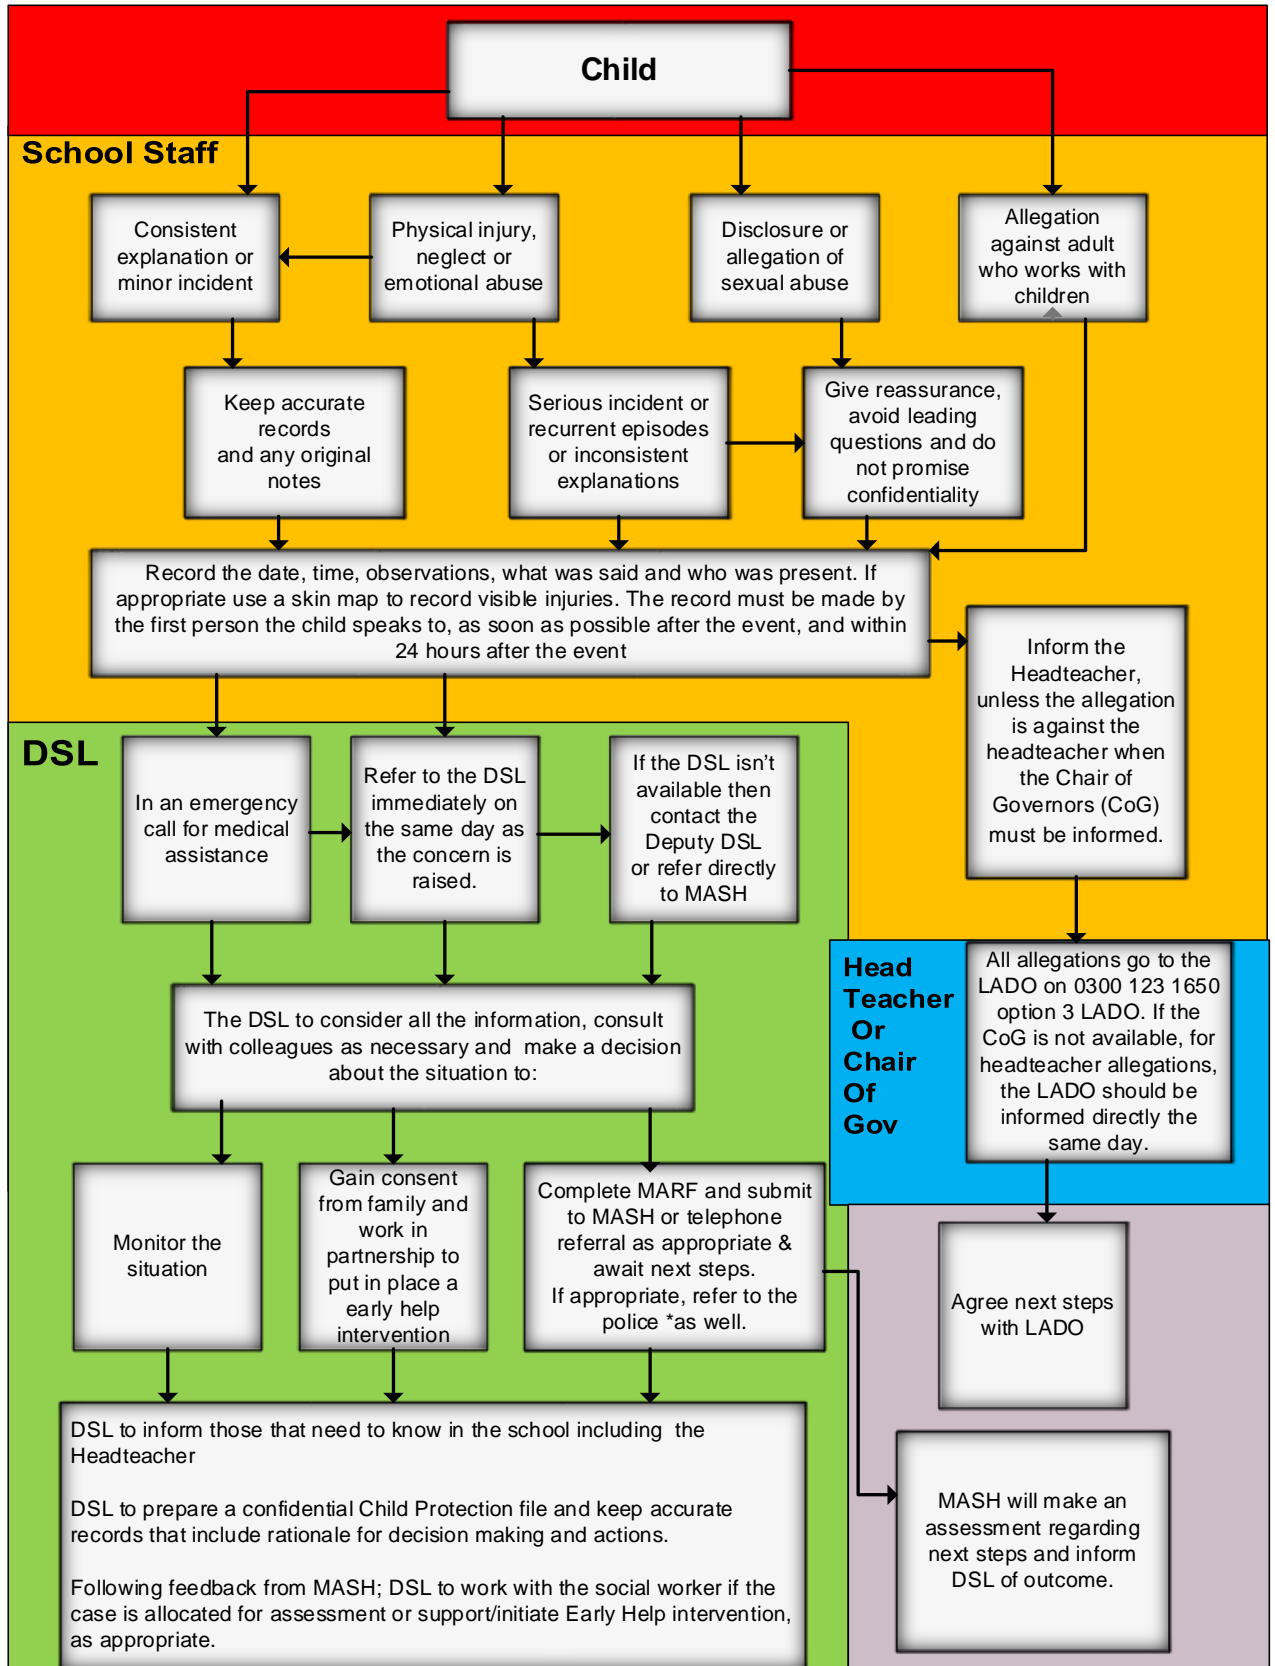 Child
School Staff
Consistent
explanation or
minor incident
Physical injury,
neglect or
emotional abuse
Disclosure or
allegation of
sexual abuse
Allegation
against adult
who works with
children
Keep accurate
records
and any original
notes
Serious incident or
recurrent episodes
or inconsistent
explanations
Give reassurance,
avoid leading
questions and do
not promise
confidentiality
Record the date, time, observations, what was said and who was present. If
appropriate use a skin map to record visible injuries. The record must be made by
the first person the child speaks to, as soon as possible after the event, and within
24 hours after the event
Inform the
Headteacher,
unless the allegation
is against the
headteacher when
the Chair of
Governors (CoG)
must be informed.
DSL
In an emergency
call for medical
assistance
Refer to the DSL
immediately on
the same day as
the concern is
raised.
If the DSL isn't
available then
contact the
Deputy DSL
or refer directly
to MASH
Head
Teacher
Or
Chair
Of
Gov
All allegations go to the
LADO on 0300 123 1650
option 3 LADO. If the
CoG is not available, for
headteacher allegations,
the LADO should be
informed directly the
same day.
The DSL to consider all the information, consult
with colleagues as necessary and make a decision
about the situation to:
Monitor the
situation
Gain consent
from family and
work in
partnership to
put in place a
early help
intervention
Complete MARF and submit
to MASH or telephone
referral as appropriate &
await next steps.
If appropriate, refer to the
police *as well.
Agree next steps
with LADO
DSL to inform those that need to know in the school including the
Headteacher
DSL to prepare a confidential Child Protection file and keep accurate
records that include rationale for decision making and actions.
Following feedback from MASH; DSL to work with the social worker if the
case is allocated for assessment or support/initiate Early Help intervention,
as appropriate.
MASH will make an
assessment regarding
next steps and inform
DSL of outcome.